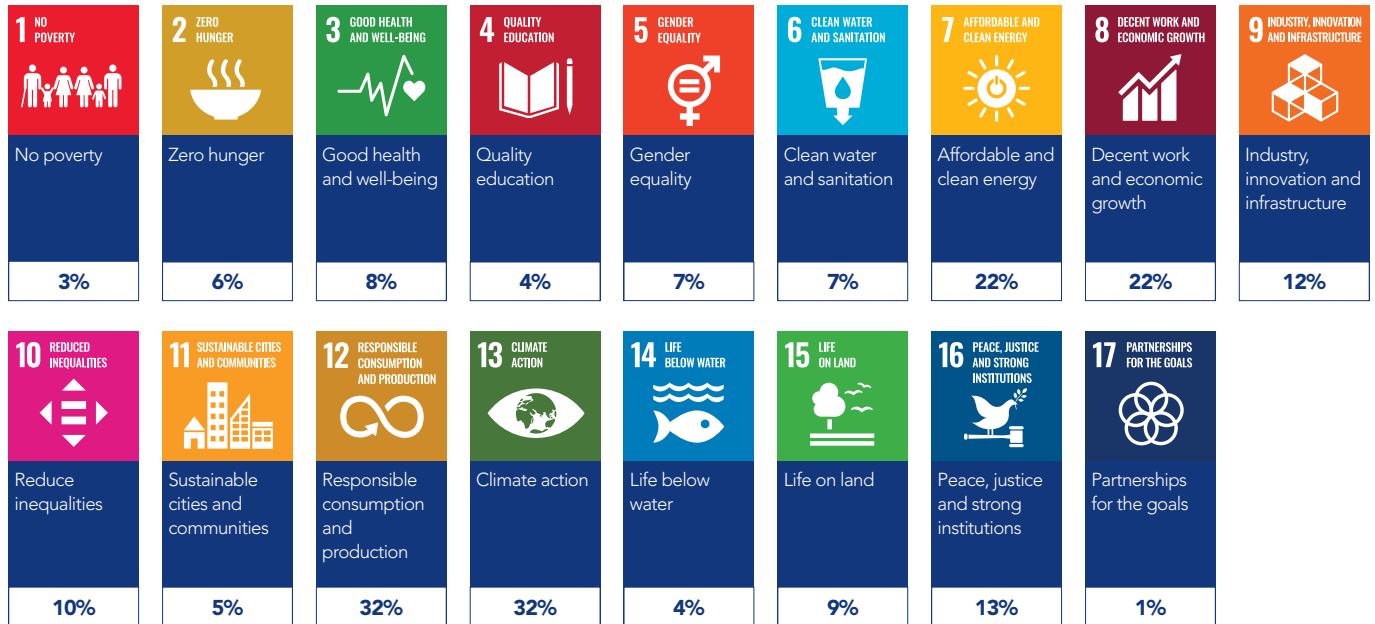 1 NO
POVERTY
2 ZERO
HUNGER
3 GOOD HEALTH
AND WELL-BEING
4 QUALITY
EDUCATION
5 GENDER
EQUALITY
6 CLEAN WATER
AND SANITATION
7 AFFORDABLE AND
CLEAN ENERGY
8 DECENT WORK AND
ECONOMIC GROWTH
9 INDUSTRY, INNOVATION
AND INFRASTRUCTURE
No poverty
Zero hunger
Good health
and well-being
Quality
education
Gender
equality
Clean water
and sanitation
Affordable and
clean energy
Decent work
and economic
growth
Industry,
innovation and
infrastructure
3%
6%
8%
4%
7%
7%
22%
22%
12%
10 REDUCED
INEQUALITIES
11 SUSTAINABLE CITIES
AND COMMUNITIES
12 RESPONSIBLE
CONSUMPTION
AND PRODUCTION
13 CLIMATE
ACTION
14 LIFE
BELOW WATER
15 LIFE
ON LAND
16 PEACE, JUSTICE
AND STRONG
INSTITUTIONS
17 PARTNERSHIPS
FOR THE GOALS
Reduce
inequalities
Sustainable
cities and
communities
Responsible
consumption
and
production
Climate action
Life below
water
Life on land
Peace, justice
and strong
institutions
Partnerships
for the goals
10%
5%
32%
32%
4%
9%
13%
1%